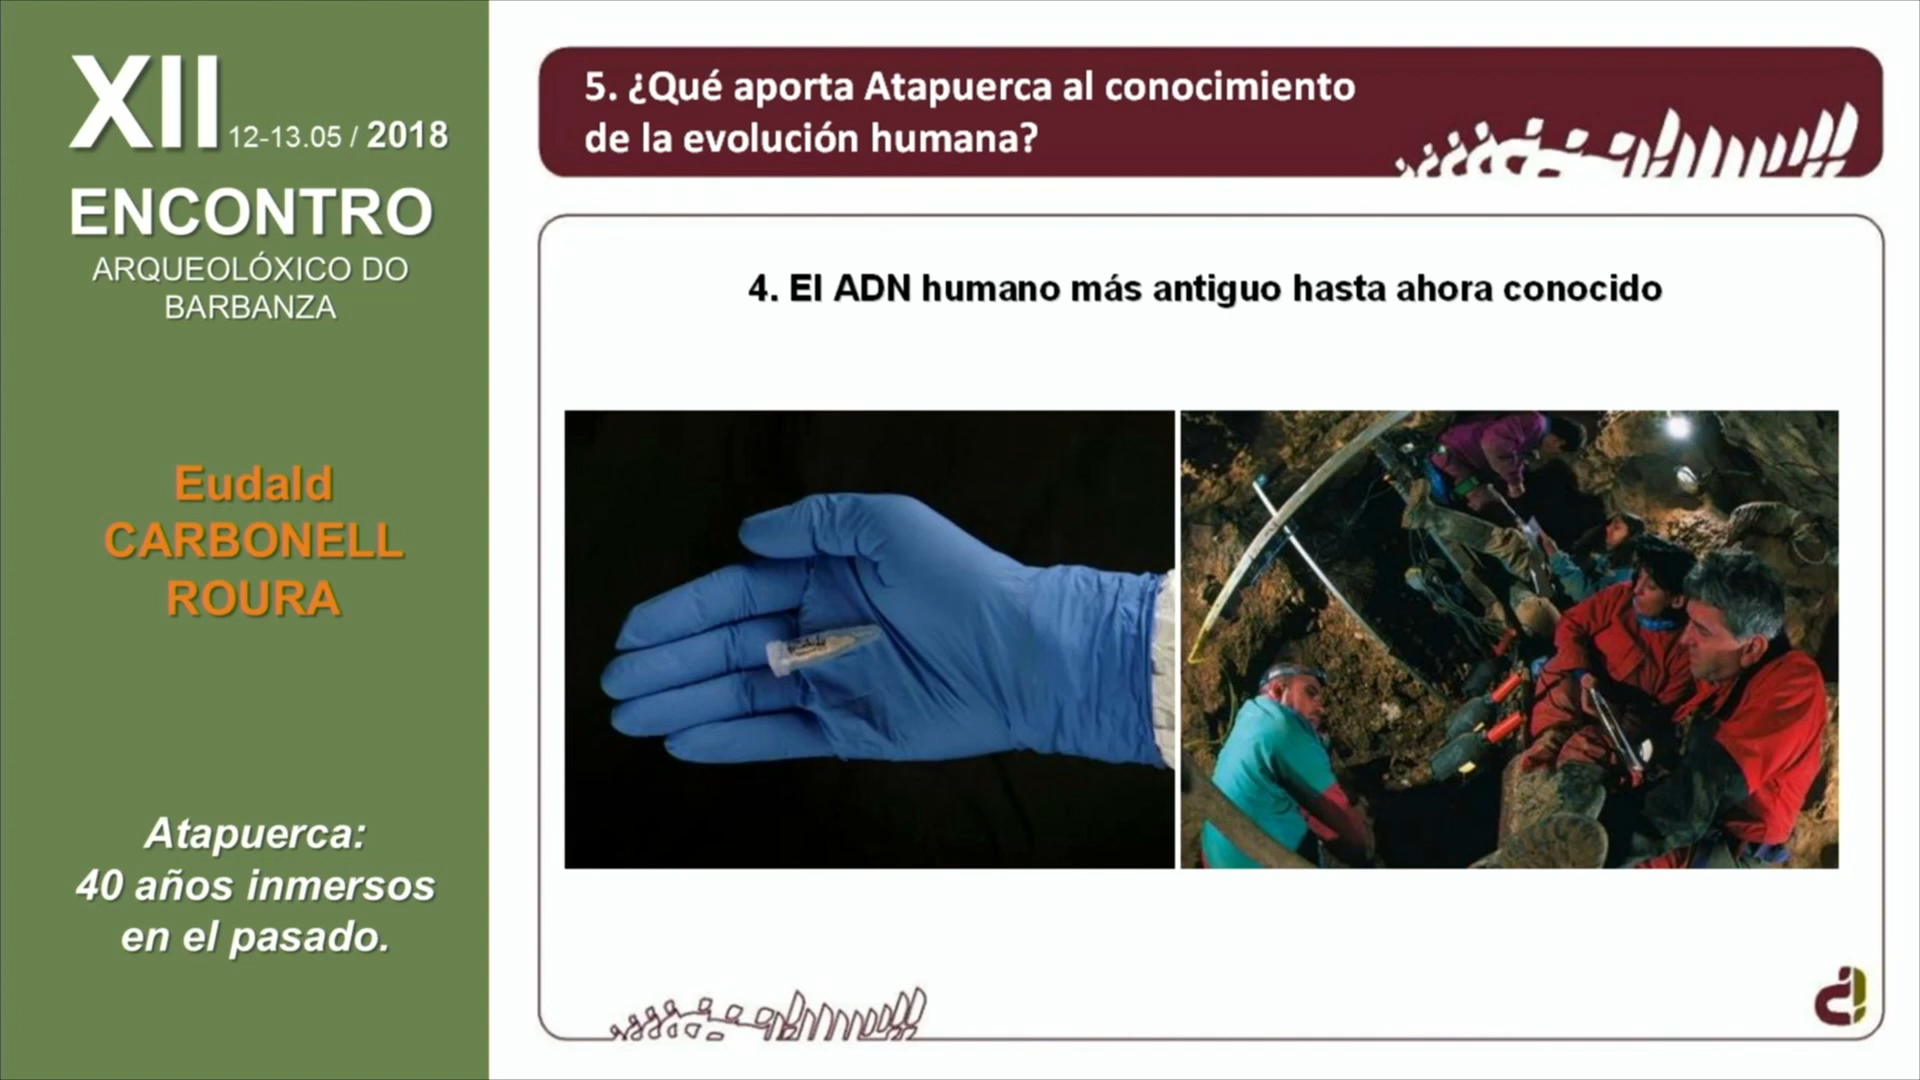 XII 12-13.05 / 2018
ENCONTRO
ARQUEOLÓXICO DO
BARBANZA
Eudald
CARBONELL
ROURA
Atapuerca:
40 años inmersos
en el pasado.
5. ¿Qué aporta Atapuerca al conocimiento
de la evolución humana?
4. El ADN humano más antiguo hasta ahora conocido